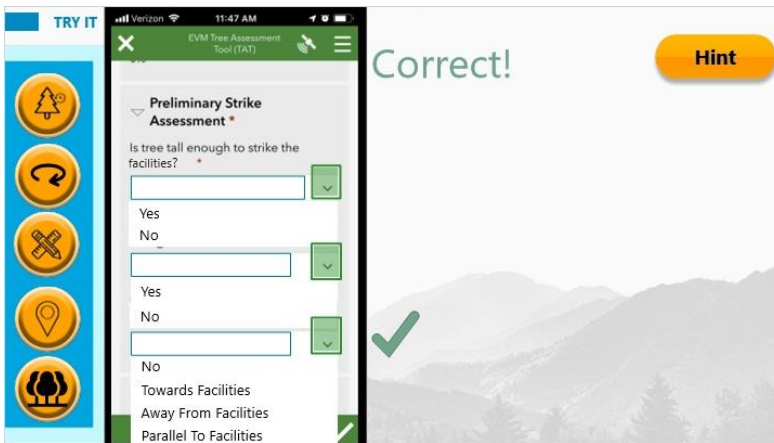 TRY IT
Verizon 11:47 AM
EVM Tree Assessment
Tool (TAT)
Preliminary Strike
Assessment *
Is tree tall enough to strike the
facilities? *
Yes
No
Yes
No
No
Towards Facilities
Away From Facilities
Parallel To Facilities
Correct!
Hint